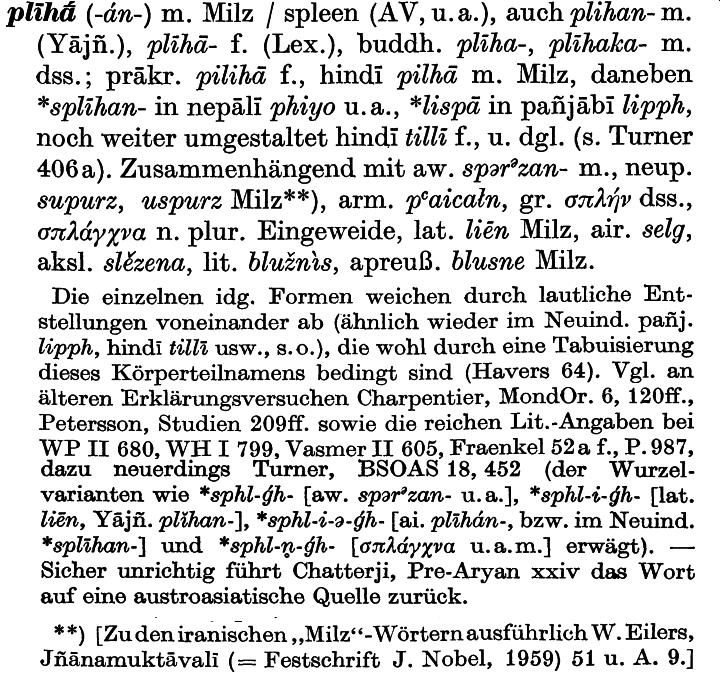 plīhā́ (-án-) m. Milz / spleen (AV, u. a.), auch plihan- m.
(Yājñ.), plīhā- f. (Lex.), buddh. plīha-, plīhaka- m.
dss.; prākr. pilihā f., hindī pilhā m. Milz, daneben
*splīhan- in nepālī phiyo u. a., *lispā in pañjābī lipph,
noch weiter umgestaltet hindī tillī f., u. dgl. (s. Turner
406a). Zusammenhängend mit aw. spərᵊzan- m., neup.
supurz, uspurz Milz**), arm. pʿaicałn, gr. σπλήν dss.,
σπλάγχνα n. plur. Eingeweide, lat. liēn Milz, air. selg,
aksl. slězena, lit. blužnìs, apreuß. blusne Milz.
Die einzelnen idg. Formen weichen durch lautliche Ent-
stellungen voneinander ab (ähnlich wieder im Neuind. pañj.
lipph, hindī tillī usw., s. o.), die wohl durch eine Tabuisierung
dieses Körperteilnamens bedingt sind (Havers 64). Vgl. an
älteren Erklärungsversuchen Charpentier, MondOr. 6, 120ff.,
Petersson, Studien 209ff. sowie die reichen Lit.-Angaben bei
WP II 680, WH I 799, Vasmer II 605, Fraenkel 52a f., P. 987,
dazu neuerdings Turner, BSOAS 18, 452 (der Wurzel-
varianten wie *sphl-ǵh- [aw. spərᵊzan- u. a.], *sphl-i-ǵh- [lat.
liēn, Yājñ. plĭhan-], *sphl-i-ə-ǵh- [ai. plīhán-, bzw. im Neuind.
*splīhan-] und *sphl-n̥-ǵh- [σπλάγχνα u. a. m.] erwägt). —
Sicher unrichtig führt Chatterji, Pre-Aryan xxiv das Wort
auf eine austroasiatische Quelle zurück.
**) [Zu den iranischen „Milz“-Wörtern ausführlich W. Eilers,
Jñānamuktāvalī (= Festschrift J. Nobel, 1959) 51 u. A. 9.]